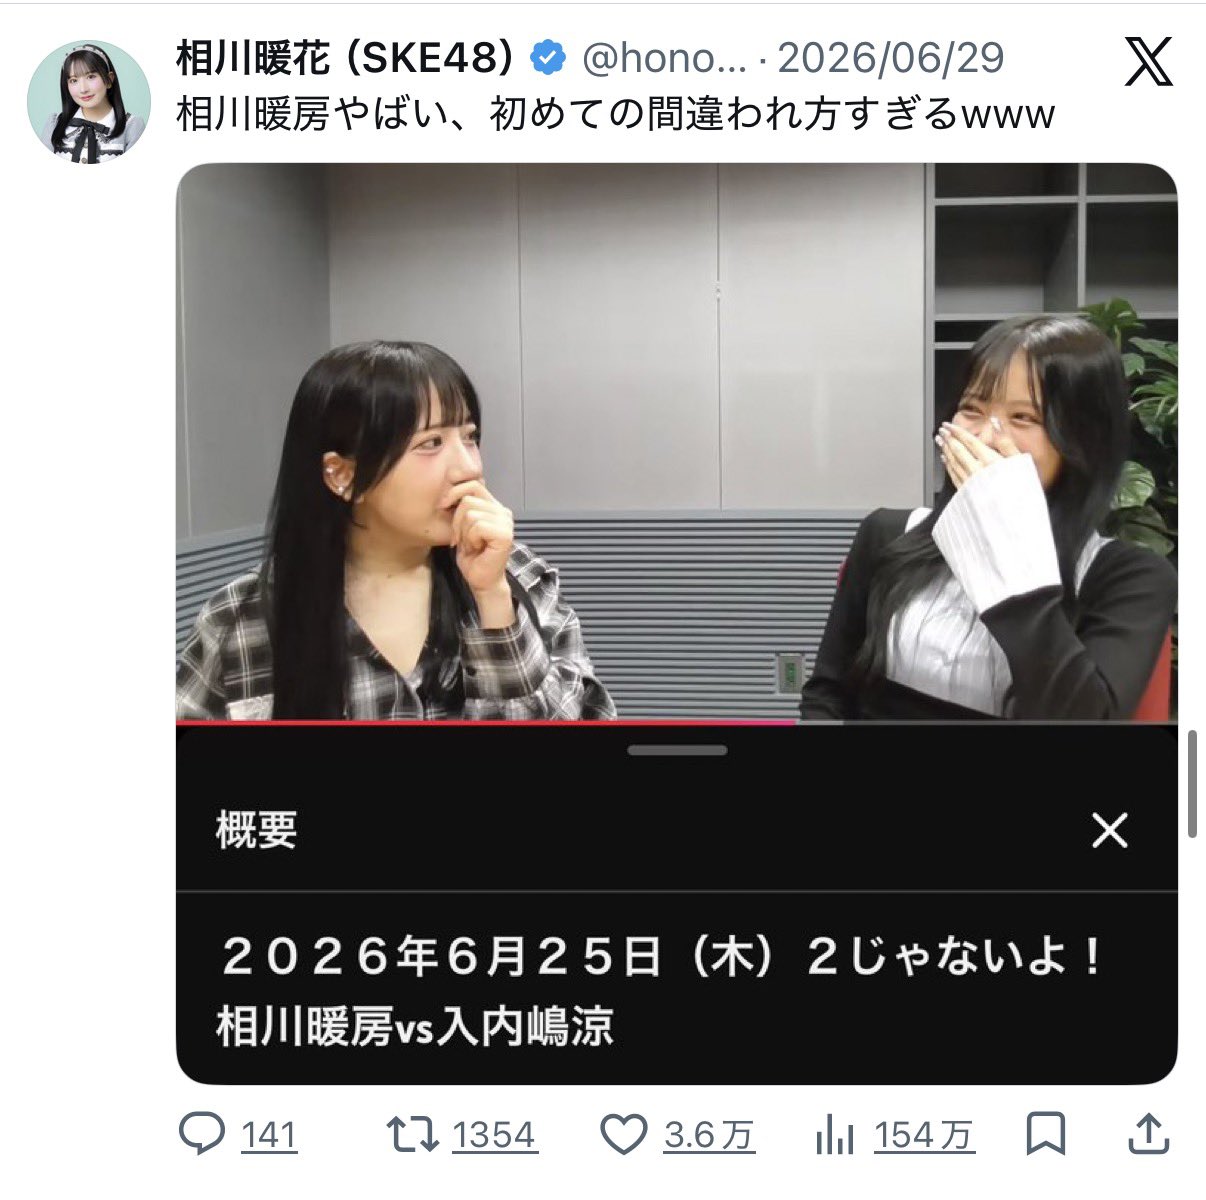 相川暖花（SKE48） @hono... · 2026/06/29
相川暖房やばい、初めての間違われ方すぎるwww
概要
２０２６年６月２５日（木）２じゃないよ！
相川暖房vs入内嶋涼
141 1354 3.6万 154万